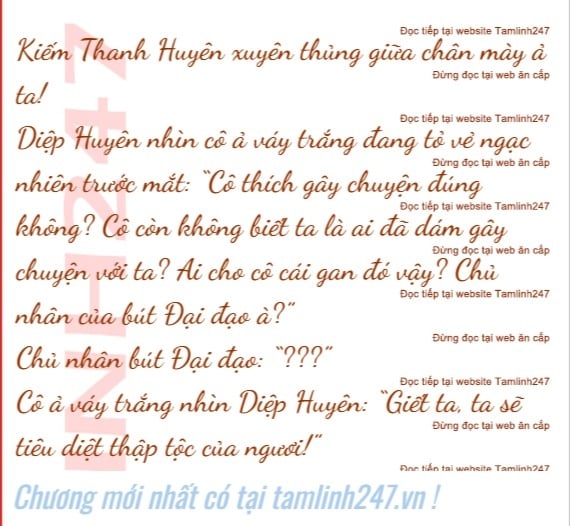 Đọc tiếp tại website Tamlinh247
Kiếm Thanh Huyên xuyên thủng giữa chân mày ả
Đừng đọc tại web ăn cắp
ta!
Đọc tiếp tại website Tamlinh247
Diệp Huyên nhìn cô ả váy trắng đang tỏ vẻ ngạc
Đừng đọc tại web ăn cắp
nhiên trước mắt: “Cô thích gây chuyện đúng
Đọc tiếp tại website Tamlinh247
không? Cô còn không biết ta là ai đã dám gây
Đừng đọc tại web ăn cắp
chuyện với ta? Ai cho cô cái gan đó vậy? Chủ
Đọc tiếp tại website Tamlinh247
nhân của bút Đại đạo à?”
Đừng đọc tại web ăn cắp
Chủ nhân bút Đại đạo: “???”
Đọc tiếp tại website Tamlinh247
Cô ả váy trắng nhìn Diệp Huyên: “Giết ta, ta sẽ
Đừng đọc tại web ăn cắp
tiêu diệt thập tộc của ngươi!”
Đọc tiếp tại website Tamlinh247
INH247
Chương mới nhất có tại tamlinh247.vn !